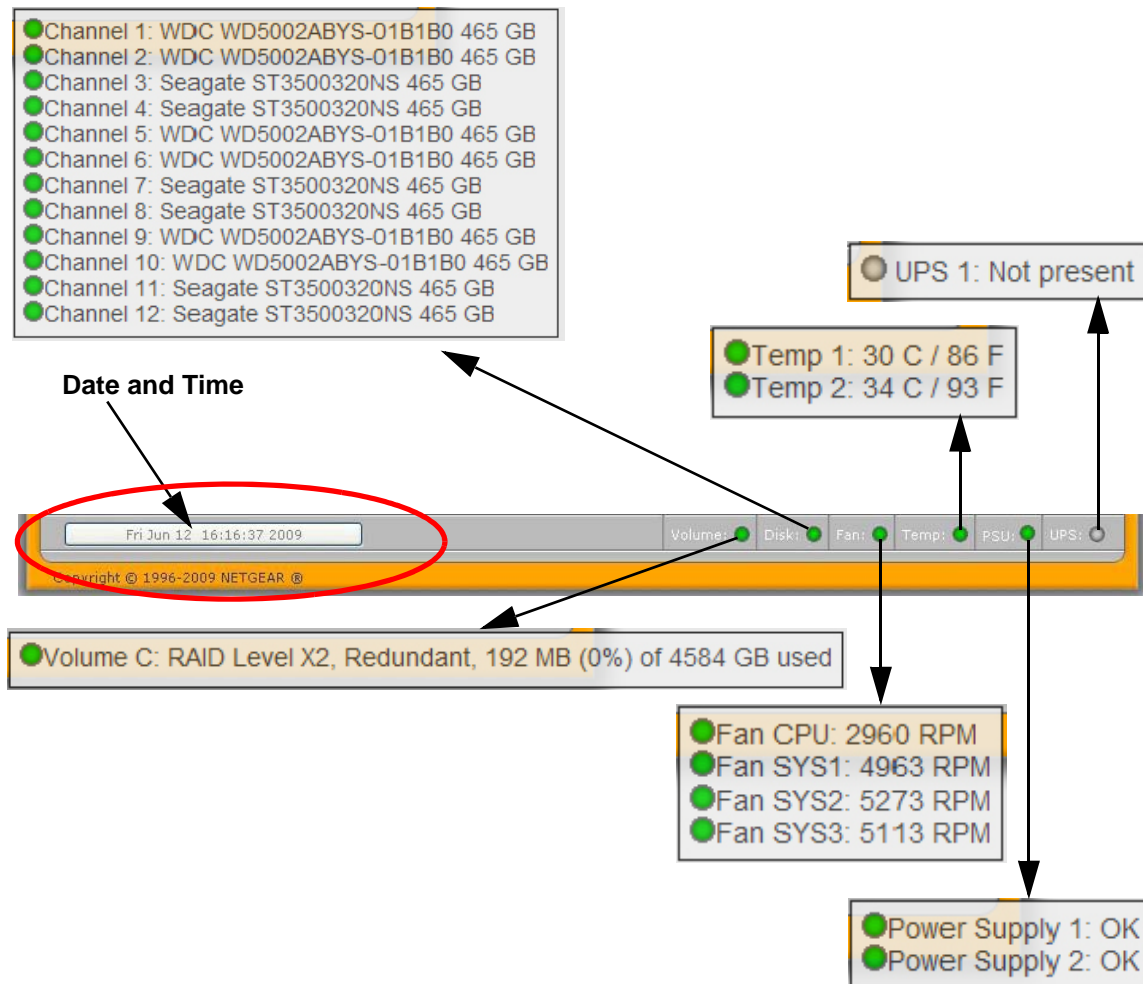 Channel 1: WDC WD5002ABYS-01B1B0 465 GB
Channel 2: WDC WD5002ABYS-01B1B0 465 GB
Channel 3: Seagate ST3500320NS 465 GB
Channel 4: Seagate ST3500320NS 465 GB
Channel 5: WDC WD5002ABYS-01B1B0 465 GB
Channel 6: WDC WD5002ABYS-01B1B0 465 GB
Channel 7: Seagate ST3500320NS 465 GB
Channel 8: Seagate ST3500320NS 465 GB
Channel 9: WDC WD5002ABYS-01B1B0 465 GB
Channel 10: WDC WD5002ABYS-01B1B0 465 GB
Channel 11: Seagate ST3500320NS 465 GB
Channel 12: Seagate ST3500320NS 465 GB
UPS 1: Not present
Temp 1: 30 C / 86 F
Temp 2: 34 C / 93 F
Date and Time
Fri Jun 12 16:16:37 2009
Volume: Disk: Fan: Temp: PSU: UPS:
Copyright © 1996-2009 NETGEAR ®
Volume C: RAID Level X2, Redundant, 192 MB (0%) of 4584 GB used
Fan CPU: 2960 RPM
Fan SYS1: 4963 RPM
Fan SYS2: 5273 RPM
Fan SYS3: 5113 RPM
Power Supply 1: OK
Power Supply 2: OK